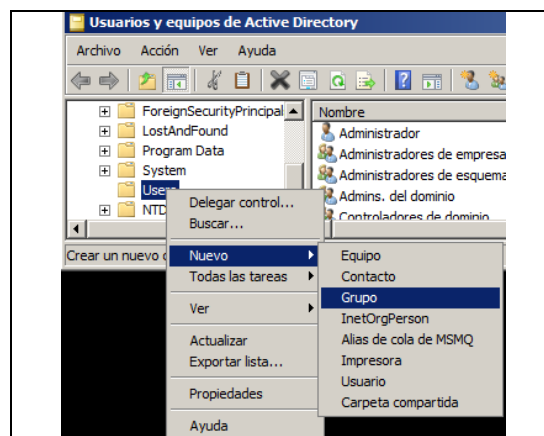 Usuarios y equipos de Active Directory
Archivo Acción Ver Ayuda
ForeignSecurityPrincipal
LostAndFound
Program Data
System
Users
NTD
Nombre
Administrador
Administradores de empresa
Administradores de esquema
Admins. del dominio
Controladores de dominio
Crear un nuevo
Delegar control...
Buscar...
Nuevo
Todas las tareas
Ver
Actualizar
Exportar lista...
Propiedades
Ayuda
Equipo
Contacto
Grupo
InetOrgPerson
Alias de cola de MSMQ
Impresora
Usuario
Carpeta compartida